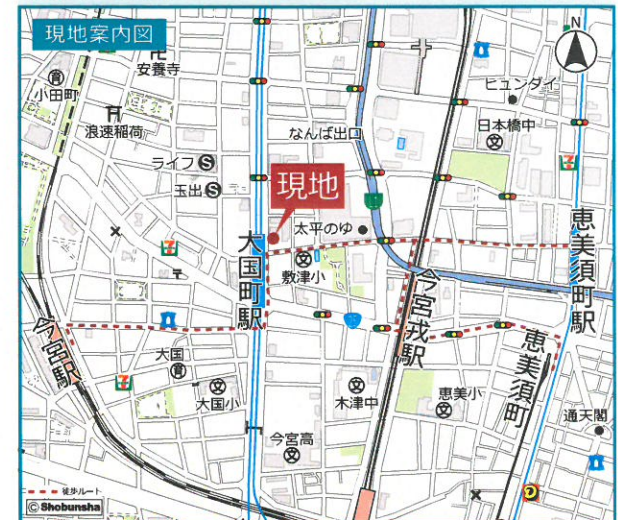 現地案内図
N
安養寺
小田町
ヒュンダイ
浪速稲荷
なんば出口
日本橋中
ライフ S
玉出 S
現地
太平のゆ
敷津小
大国町駅
恵美須町駅
今宮戎駅
今宮駅
恵美須町
大国
大国小
木津中
恵美小
通天閣
今宮高
徒歩ルート
© Shobunsha